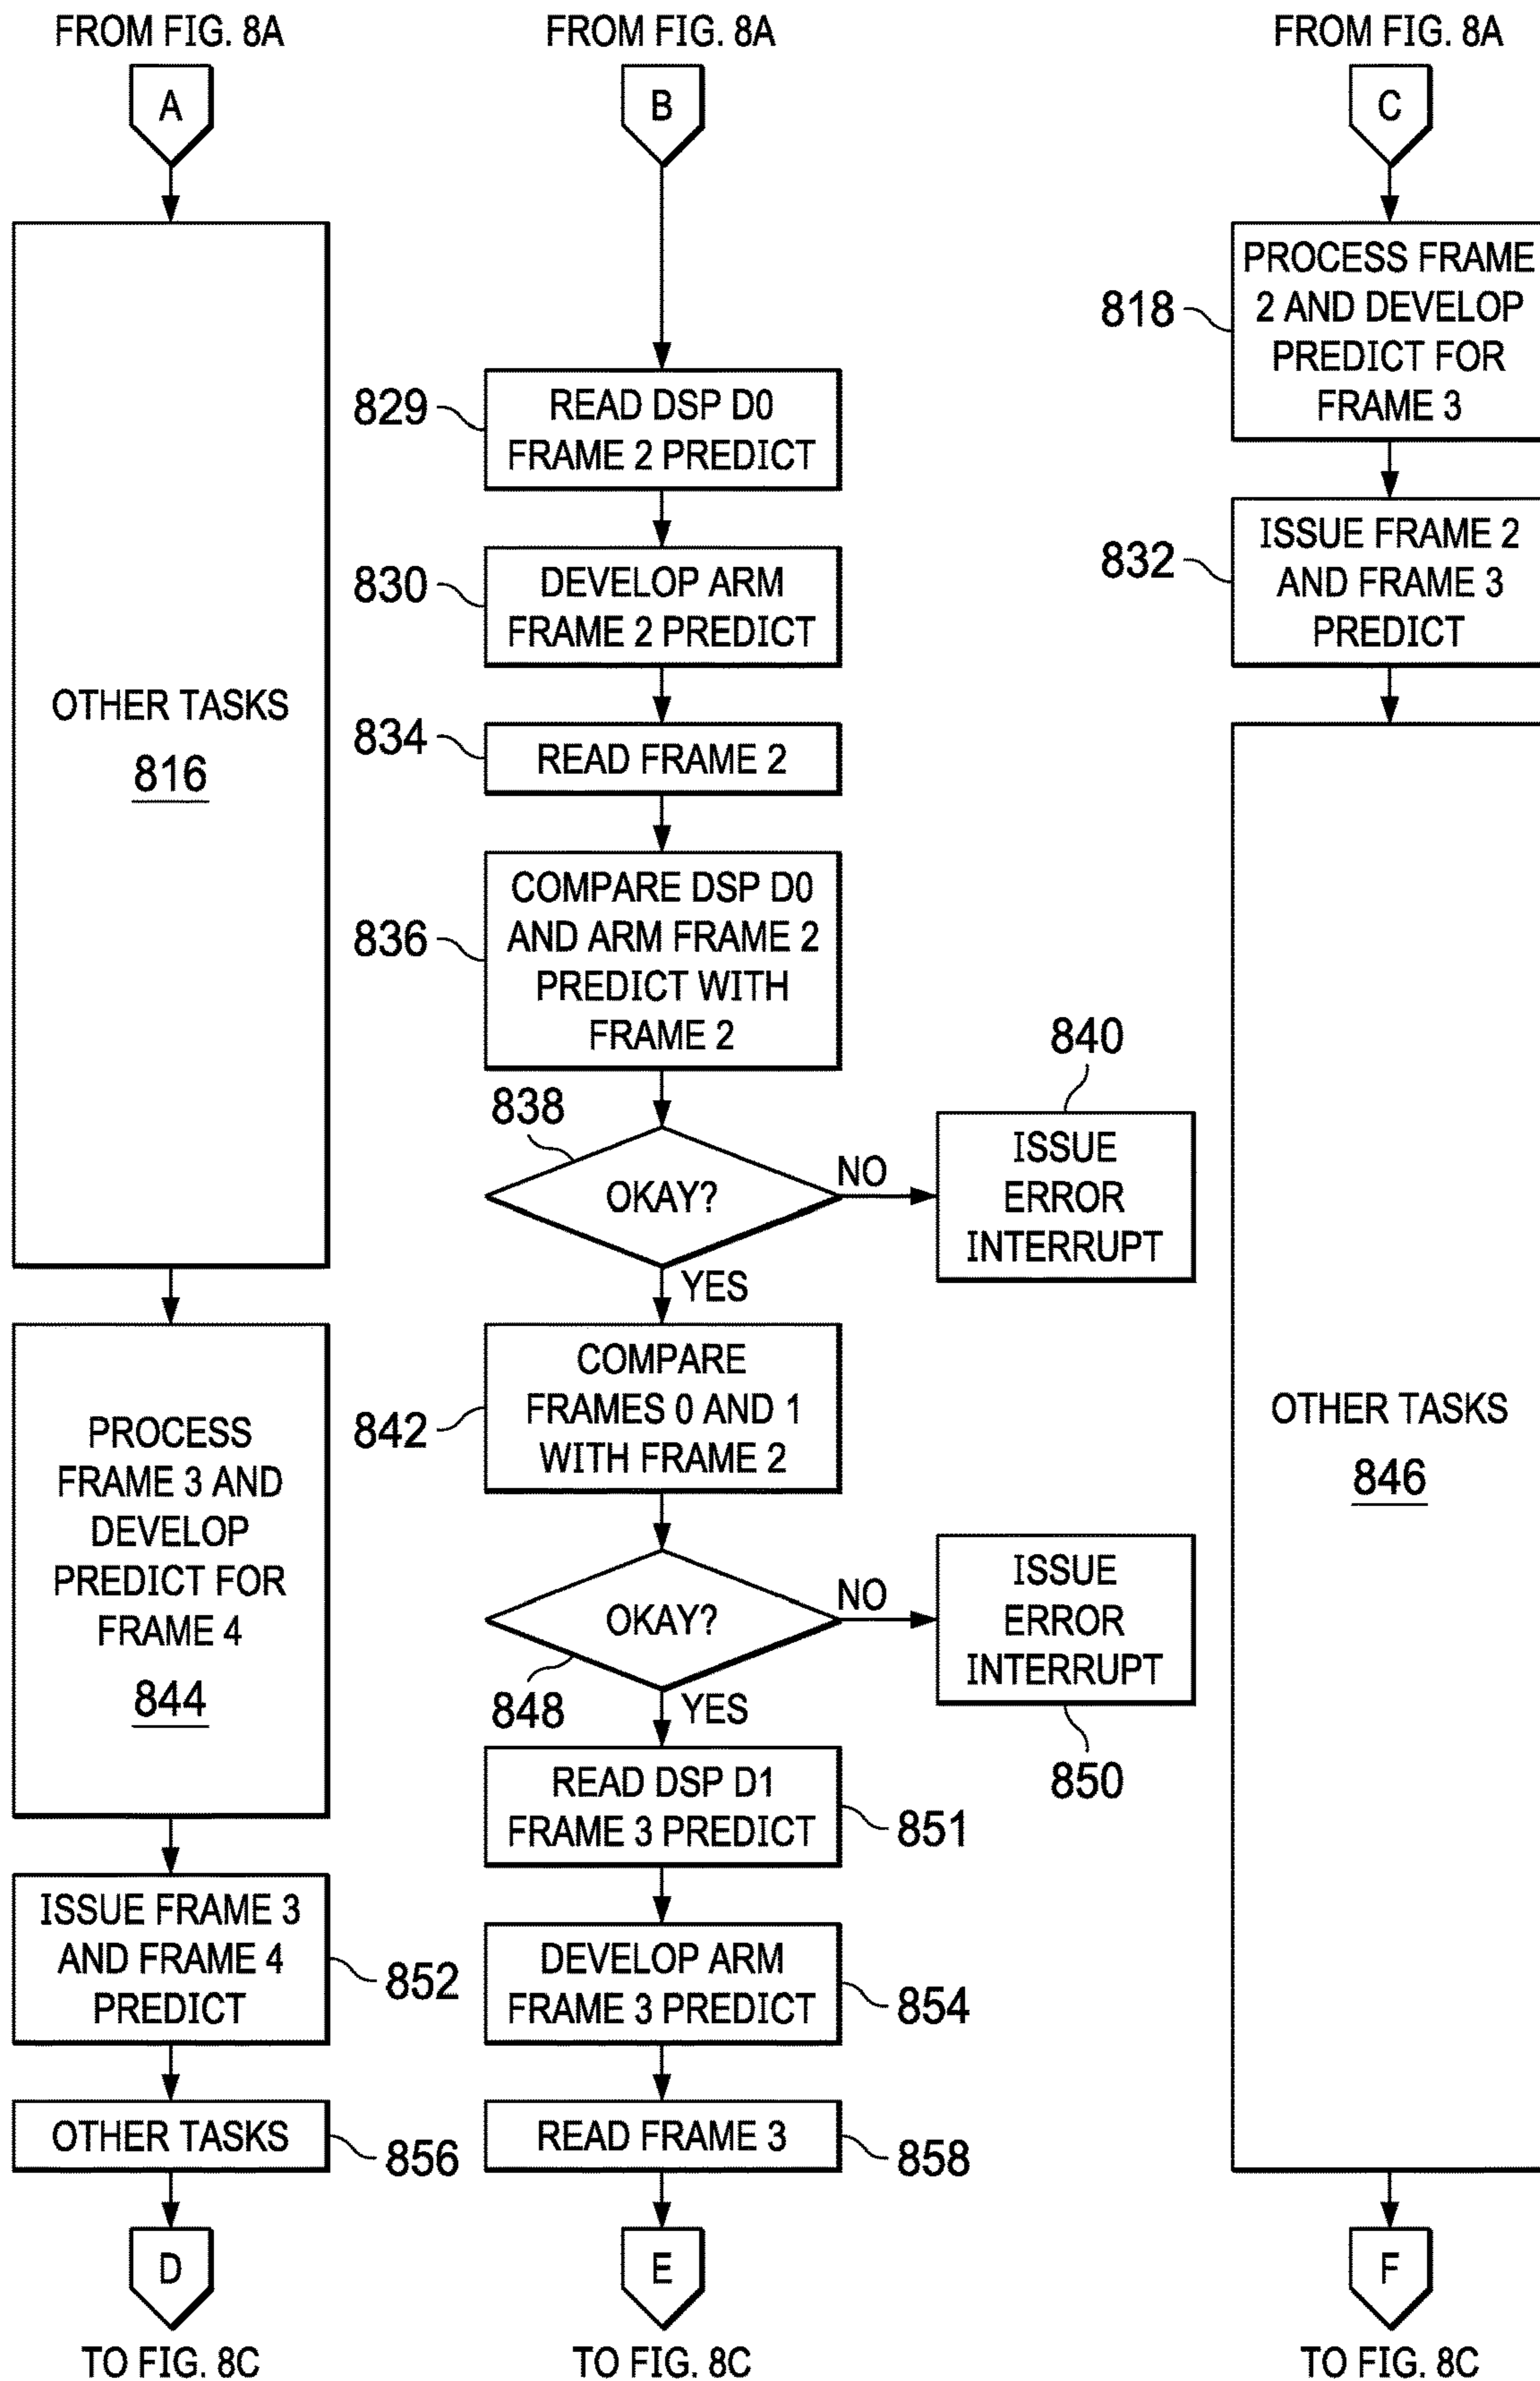 FROM FIG. 8A
A
OTHER TASKS
816
PROCESS
FRAME 3 AND
DEVELOP
PREDICT FOR
FRAME 4
844
ISSUE FRAME 3
AND FRAME 4
PREDICT
852
OTHER TASKS
856
D
TO FIG. 8C
FROM FIG. 8A
B
829
READ DSP D0
FRAME 2 PREDICT
830
DEVELOP ARM
FRAME 2 PREDICT
834
READ FRAME 2
836
COMPARE DSP D0
AND ARM FRAME 2
PREDICT WITH
FRAME 2
838
OKAY?
NO
840
ISSUE
ERROR
INTERRUPT
YES
842
COMPARE
FRAMES 0 AND 1
WITH FRAME 2
OKAY?
848
NO
ISSUE
ERROR
INTERRUPT
850
YES
READ DSP D1
FRAME 3 PREDICT
851
DEVELOP ARM
FRAME 3 PREDICT
854
READ FRAME 3
858
E
TO FIG. 8C
FROM FIG. 8A
C
818
PROCESS FRAME
2 AND DEVELOP
PREDICT FOR
FRAME 3
832
ISSUE FRAME 2
AND FRAME 3
PREDICT
OTHER TASKS
846
F
TO FIG. 8C